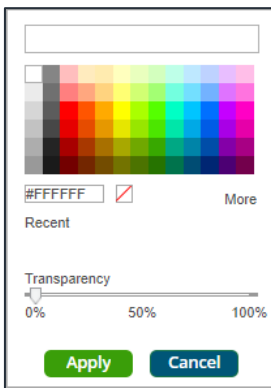 #FFFFFF
More
Recent
Transparency
0% 50% 100%
Apply Cancel